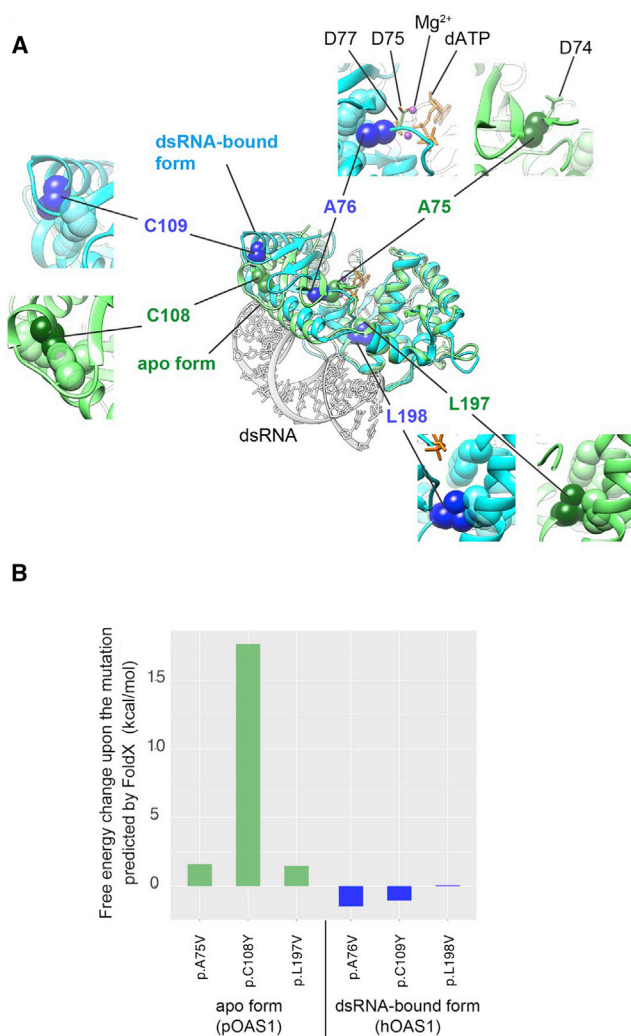 A
D77
D75
Mg2+
dATP
D74
dsRNA-bound
form
C109
A76
A75
C108
apo form
L198
L197
dsRNA
B
Free energy change upon the mutation
predicted by FoldX (kcal/mol)
15
10
5
0
p.A75V
p.C108Y
p.L197V
p.A76V
p.C109Y
p.L198V
apo form
(pOAS1)
dsRNA-bound form
(hOAS1)